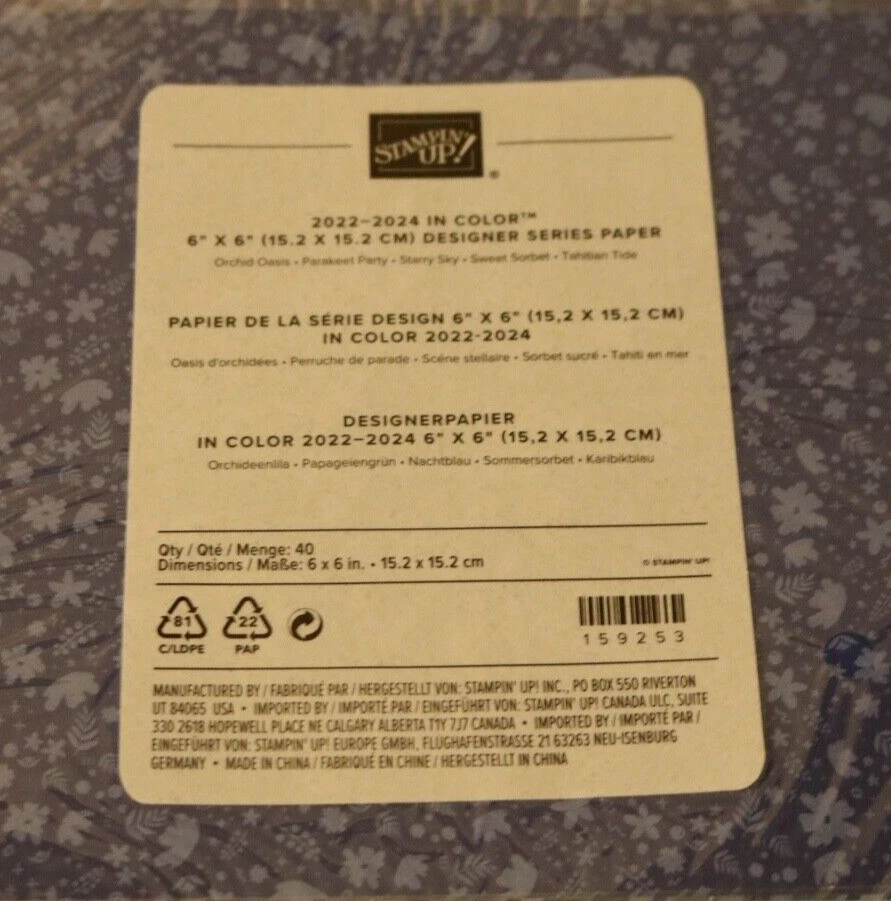 STAMPIN' UP!®
2022–2024 IN COLOR™
6" X 6" (15.2 X 15.2 CM) DESIGNER SERIES PAPER
Orchid Oasis • Parakeet Party • Starry Sky • Sweet Sorbet • Tahitian Tide
PAPIER DE LA SÉRIE DESIGN 6" X 6" (15,2 X 15,2 CM)
IN COLOR 2022-2024
Oasis d'orchidées • Perruche de parade • Scène stellaire • Sorbet sucré • Tahiti en mer
DESIGNERPAPIER
IN COLOR 2022–2024 6" X 6" (15,2 X 15,2 CM)
Orchideenlila • Papageiengrün • Nachtblau • Sommersorbet • Karibikblau
Qty / Qté / Menge: 40
Dimensions / Maße: 6 x 6 in. • 15.2 x 15.2 cm
© STAMPIN' UP!
81 22
C/LDPE PAP
159253
MANUFACTURED BY / FABRIQUÉ PAR / HERGESTELLT VON: STAMPIN' UP! INC., PO BOX 550 RIVERTON
UT 84065 USA • IMPORTED BY / IMPORTÉ PAR / EINGEFÜHRT VON: STAMPIN' UP! CANADA ULC, SUITE
330 2618 HOPEWELL PLACE NE CALGARY ALBERTA T1Y 7J7 CANADA • IMPORTED BY / IMPORTÉ PAR /
EINGEFÜHRT VON: STAMPIN' UP! EUROPE GMBH, FLUGHAFENSTRASSE 21 63263 NEU-ISENBURG
GERMANY • MADE IN CHINA / FABRIQUÉ EN CHINE / HERGESTELLT IN CHINA